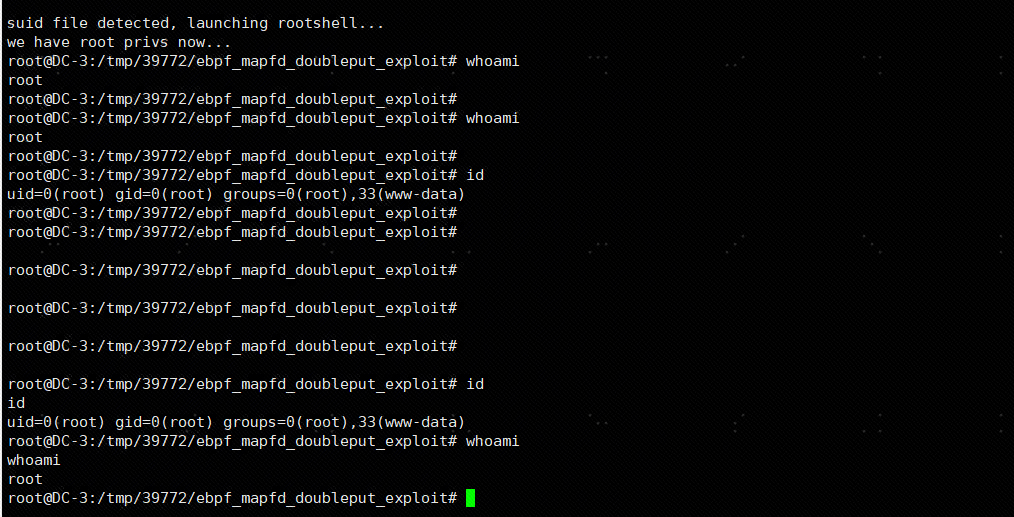 suid file detected, launching rootshell...
we have root privs now...
root@DC-3:/tmp/39772/ebpf_mapfd_doubleput_exploit# whoami
root
root@DC-3:/tmp/39772/ebpf_mapfd_doubleput_exploit#
root@DC-3:/tmp/39772/ebpf_mapfd_doubleput_exploit# whoami
root
root@DC-3:/tmp/39772/ebpf_mapfd_doubleput_exploit#
root@DC-3:/tmp/39772/ebpf_mapfd_doubleput_exploit# id
uid=0(root) gid=0(root) groups=0(root),33(www-data)
root@DC-3:/tmp/39772/ebpf_mapfd_doubleput_exploit#
root@DC-3:/tmp/39772/ebpf_mapfd_doubleput_exploit#
root@DC-3:/tmp/39772/ebpf_mapfd_doubleput_exploit#
root@DC-3:/tmp/39772/ebpf_mapfd_doubleput_exploit#
root@DC-3:/tmp/39772/ebpf_mapfd_doubleput_exploit#
root@DC-3:/tmp/39772/ebpf_mapfd_doubleput_exploit# id
id
uid=0(root) gid=0(root) groups=0(root),33(www-data)
root@DC-3:/tmp/39772/ebpf_mapfd_doubleput_exploit# whoami
whoami
root
root@DC-3:/tmp/39772/ebpf_mapfd_doubleput_exploit#